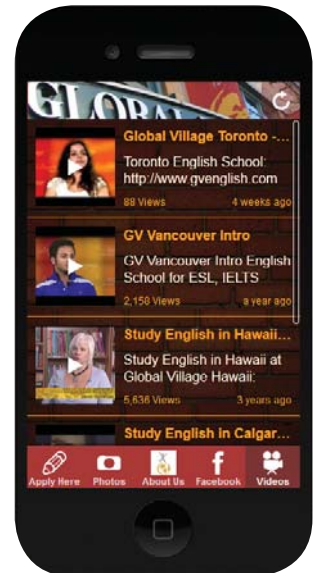 GLOBAL
Global Village Toronto -...
Toronto English School:
http://www.gvenglish.com
88 Views 4 weeks ago
GV Vancouver Intro
GV Vancouver Intro English
School for ESL, IELTS
2,158 Views a year ago
Study English in Hawaii...
Study English in Hawaii at
Global Village Hawaii:
5,636 Views 3 years ago
Study English in Calgar...
Apply Here Photos About Us Facebook Videos